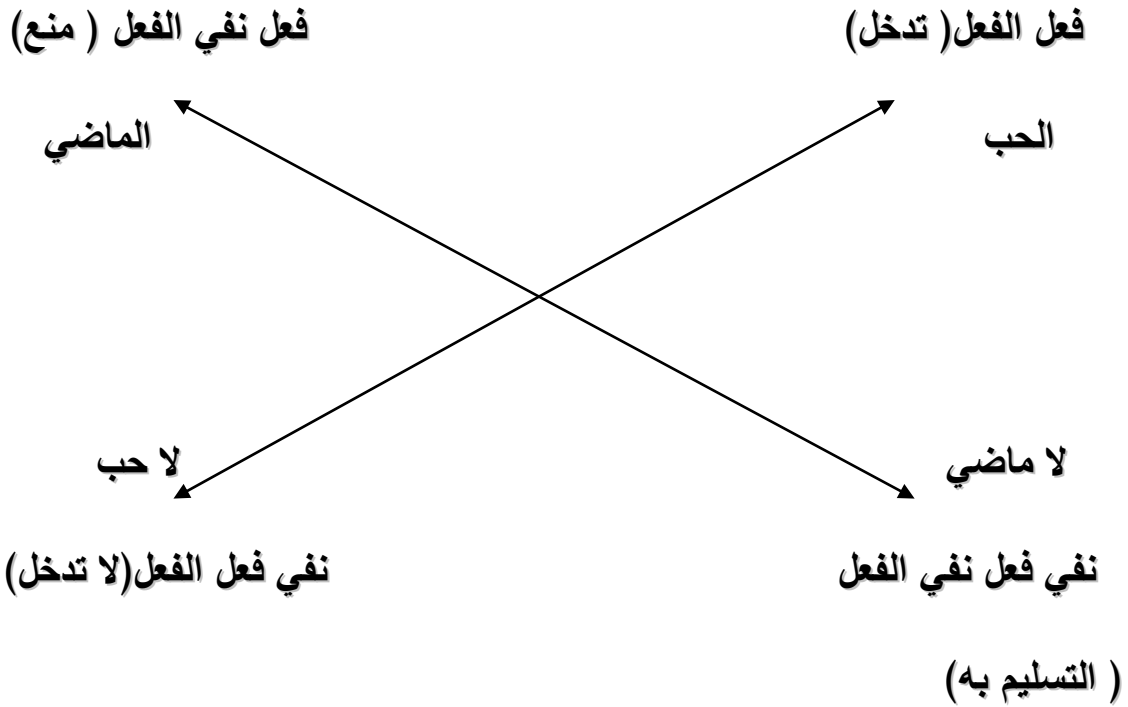 فعل الفعل( تدخل)
فعل نفي الفعل ( منع)
الحب
الماضي
لا ماضي
لا حب
نفي فعل نفي الفعل
نفي فعل الفعل(لا تدخل)
( التسليم به)